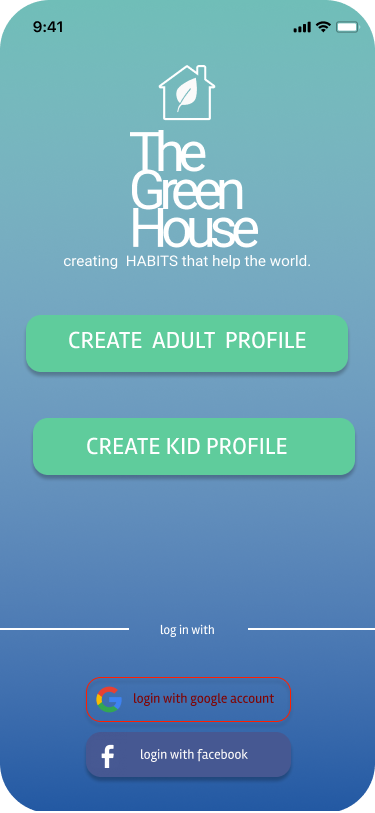 9:41
The
Green
House
creating HABITS that help the world.
CREATE ADULT PROFILE
CREATE KID PROFILE
log in with
login with google account
login with facebook